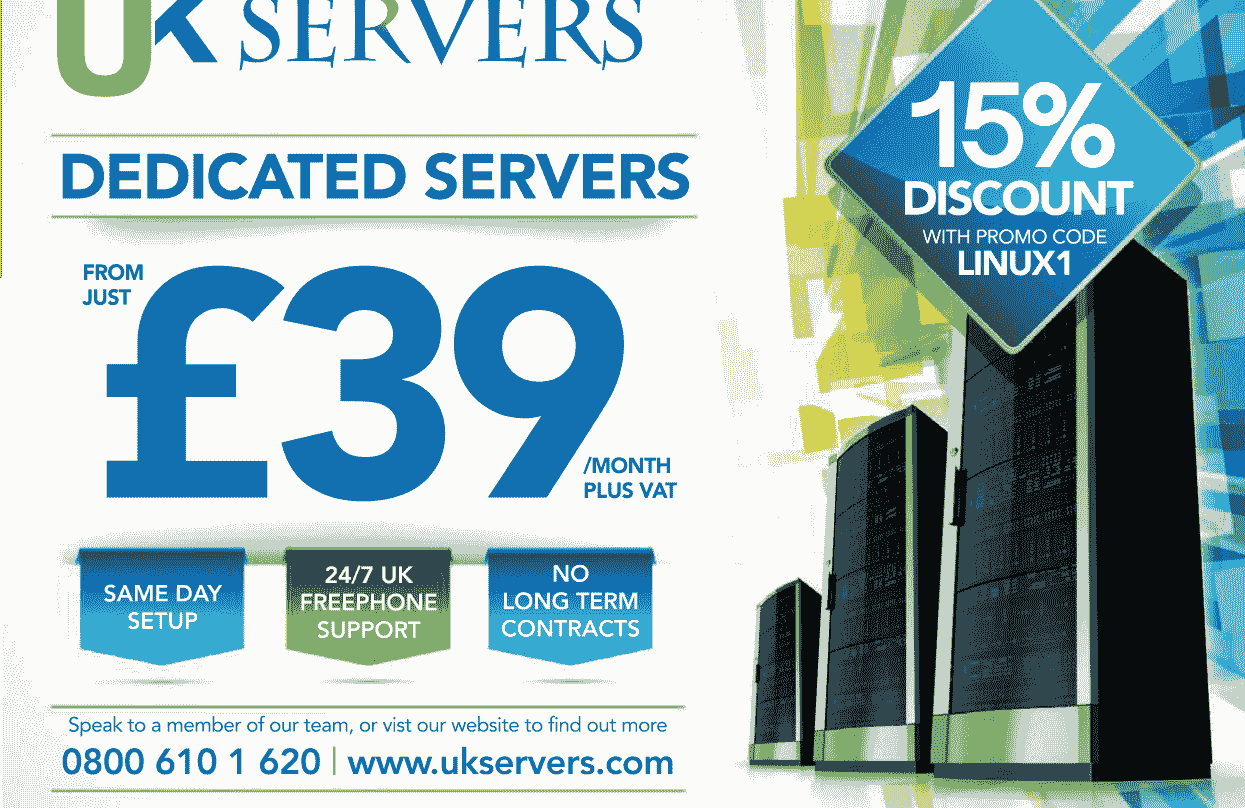 UK SERVERS
DEDICATED SERVERS
FROM
JUST
£39
/MONTH
PLUS VAT
SAME DAY
SETUP
24/7 UK
FREEPHONE
SUPPORT
NO
LONG TERM
CONTRACTS
Speak to a member of our team, or vist our website to find out more
0800 610 1 620 | www.ukservers.com
15%
DISCOUNT
WITH PROMO CODE
LINUX1